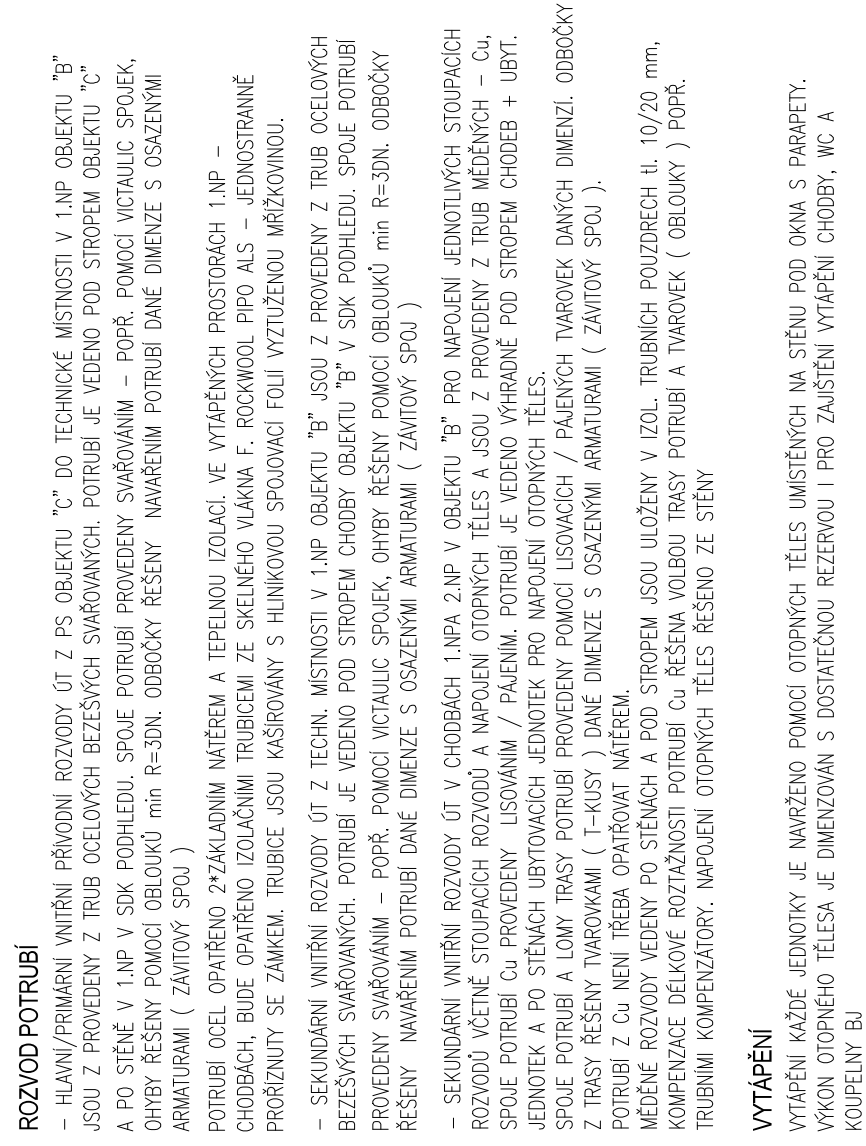 ROZVOD POTRUBÍ
– HLAVNÍ/PRIMÁRNÍ VNITŘNÍ PŘÍVODNÍ ROZVODY ÚT Z PS OBJEKTU "C" DO TECHNICKÉ MÍSTNOSTI V 1.NP OBJEKTU "B"
JSOU Z PROVEDENY Z TRUB OCELOVÝCH BEZEŠVÝCH SVAŘOVANÝCH. POTRUBÍ JE VEDENO POD STROPEM OBJEKTU "C"
A PO STĚNĚ V 1.NP V SDK PODHLEDU. SPOJE POTRUBÍ PROVEDENY SVAŘOVÁNÍM – POPŘ. POMOCÍ VICTAULIC SPOJEK,
OHYBY ŘEŠENY POMOCÍ OBLOUKŮ min R=3DN. ODBOČKY ŘEŠENY NAVAŘENÍM POTRUBÍ DANÉ DIMENZE S OSAZENÝMI
ARMATURAMI ( ZÁVITOVÝ SPOJ )
POTRUBÍ OCEL OPATŘENO 2*ZÁKLADNÍM NÁTĚREM A TEPELNOU IZOLACÍ. VE VYTÁPĚNÝCH PROSTORÁCH 1.NP –
CHODBÁCH, BUDE OPATŘENO IZOLAČNÍMI TRUBICEMI ZE SKELNÉHO VLÁKNA F. ROCKWOOL PIPO ALS – JEDNOSTRANNĚ
PROŘÍZNUTY SE ZÁMKEM. TRUBICE JSOU KAŠÍROVÁNY S HLINÍKOVOU SPOJOVACÍ FOLIÍ VYZTUŽENOU MŘÍŽKOVINOU.
– SEKUNDÁRNÍ VNITŘNÍ ROZVODY ÚT Z TECHN. MÍSTNOSTI V 1.NP OBJEKTU "B" JSOU Z PROVEDENY Z TRUB OCELOVÝCH
BEZEŠVÝCH SVAŘOVANÝCH. POTRUBÍ JE VEDENO POD STROPEM CHODBY OBJEKTU "B" V SDK PODHLEDU. SPOJE POTRUBÍ
PROVEDENY SVAŘOVÁNÍM – POPŘ. POMOCÍ VICTAULIC SPOJEK, OHYBY ŘEŠENY POMOCÍ OBLOUKŮ min R=3DN. ODBOČKY
ŘEŠENY NAVAŘENÍM POTRUBÍ DANÉ DIMENZE S OSAZENÝMI ARMATURAMI ( ZÁVITOVÝ SPOJ )
– SEKUNDÁRNÍ VNITŘNÍ ROZVODY ÚT V CHODBÁCH 1.NPA 2.NP V OBJEKTU "B" PRO NAPOJENÍ JEDNOTLIVÝCH STOUPACÍCH
ROZVODŮ VČETNĚ STOUPACÍCH ROZVODŮ A NAPOJENÍ OTOPNÝCH TĚLES A JSOU Z PROVEDENY Z TRUB MĚDĚNÝCH – Cu,
SPOJE POTRUBÍ Cu PROVEDENY LISOVÁNÍM / PÁJENÍM. POTRUBÍ JE VEDENO VÝHRADNĚ POD STROPEM CHODEB + UBYT.
JEDNOTEK A PO STĚNÁCH UBYTOVACÍCH JEDNOTEK PRO NAPOJENÍ OTOPNÝCH TĚLES.
SPOJE POTRUBÍ A LOMY TRASY POTRUBÍ PROVEDENY POMOCÍ LISOVACÍCH / PÁJENÝCH TVAROVEK DANÝCH DIMENZÍ. ODBOČKY
Z TRASY ŘEŠENY TVAROVKAMI ( T–KUSY ) DANÉ DIMENZE S OSAZENÝMI ARMATURAMI ( ZÁVITOVÝ SPOJ ).
POTRUBÍ Z Cu NENÍ TŘEBA OPATŘOVAT NÁTĚREM.
MĚDĚNÉ ROZVODY VEDENY PO STĚNÁCH A POD STROPEM JSOU ULOŽENY V IZOL. TRUBNÍCH POUZDRECH tl. 10/20 mm,
KOMPENZACE DÉLKOVÉ ROZTAŽNOSTI POTRUBÍ Cu ŘEŠENA VOLBOU TRASY POTRUBÍ A TVAROVEK ( OBLOUKY ) POPŘ.
TRUBNÍMI KOMPENZÁTORY. NAPOJENÍ OTOPNÝCH TĚLES ŘEŠENO ZE STĚNY
VYTÁPĚNÍ
VYTÁPĚNÍ KAŽDÉ JEDNOTKY JE NAVRŽENO POMOCÍ OTOPNÝCH TĚLES UMÍSTĚNÝCH NA STĚNU POD OKNA S PARAPETY.
VÝKON OTOPNÉHO TĚLESA JE DIMENZOVÁN S DOSTATEČNOU REZERVOU I PRO ZAJIŠTĚNÍ VYTÁPĚNÍ CHODBY, WC A
KOUPELNY BJ